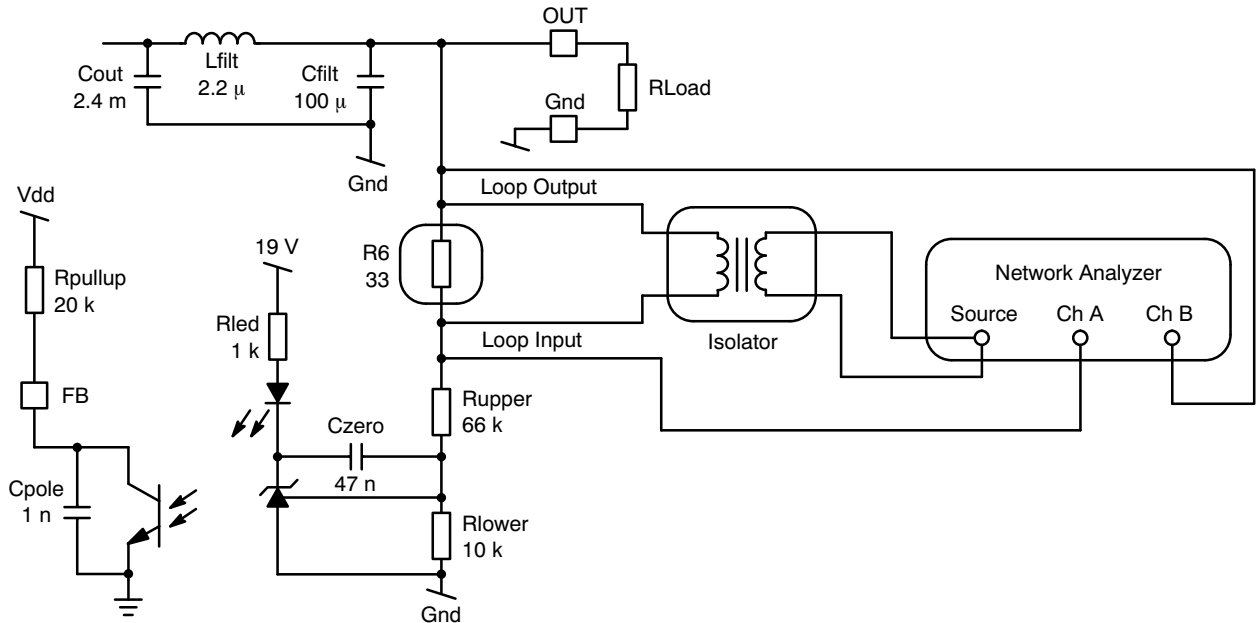 OUT
Cout
2.4 m
Lfilt
2.2 μ
Cfilt
100 μ
RLoad
Gnd
Gnd
Vdd
Rpullup
20 k
FB
Cpole
1 n
19 V
Rled
1 k
R6
33
Loop Output
Loop Input
Isolator
Network Analyzer
Source
Ch A
Ch B
Rupper
66 k
Czero
47 n
Rlower
10 k
Gnd